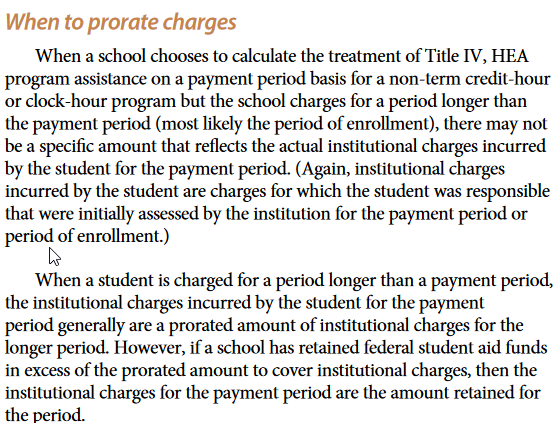 When to prorate charges
When a school chooses to calculate the treatment of Title IV, HEA
program assistance on a payment period basis for a non-term credit-hour
or clock-hour program but the school charges for a period longer than
the payment period (most likely the period of enrollment), there may not
be a specific amount that reflects the actual institutional charges incurred
by the student for the payment period. (Again, institutional charges
incurred by the student are charges for which the student was responsible
that were initially assessed by the institution for the payment period or
period of enrollment.)
When a student is charged for a period longer than a payment period,
the institutional charges incurred by the student for the payment
period generally are a prorated amount of institutional charges for the
longer period. However, if a school has retained federal student aid funds
in excess of the prorated amount to cover institutional charges, then the
institutional charges for the payment period are the amount retained for
the period.